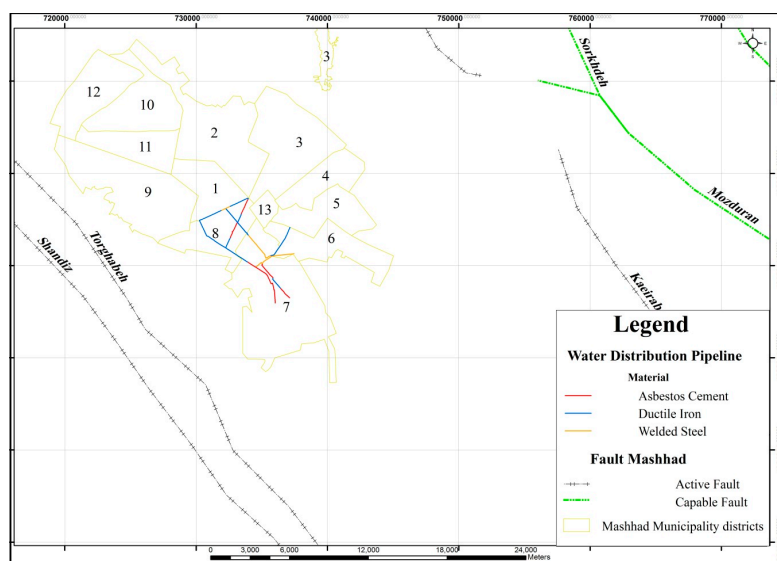 720000 730000 740000 750000 760000 770000
Sorkhdeh
3
12
10
2
3
11
4
9
1
13
5
8
6
Mozduran
Shandiz
Torghabeh
Kaeirab
7
Legend
Water Distribution Pipeline
Material
Asbestos Cement
Ductile Iron
Welded Steel
Fault Mashhad
Active Fault
Capable Fault
Mashhad Municipality districts
0 3,000 6,000 12,000 18,000 24,000
Meters